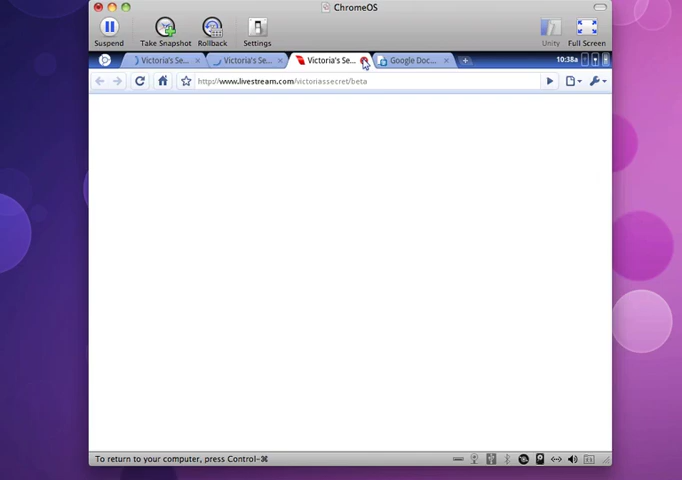 ChromeOS
Suspend
Take Snapshot
Rollback
Settings
Unity
Full Screen
Victoria's Se...
Victoria's Se...
Victoria's Se...
Google Doc...
10:38a
http://www.livestream.com/victoriassecret/beta
To return to your computer, press Control-⌘